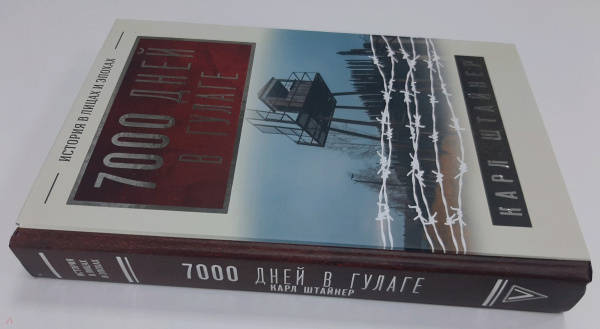 ИСТОРИЯ В ЛИЦАХ И ЭПОХАХ
7000 ДНЕЙ
В ГУЛАГЕ
КАРЛ ШТАЙНЕР
ИСТОРИЯ
В ЛИЦАХ
И ЭПОХАХ
7000 ДНЕЙ В ГУЛАГЕ
КАРЛ ШТАЙНЕР